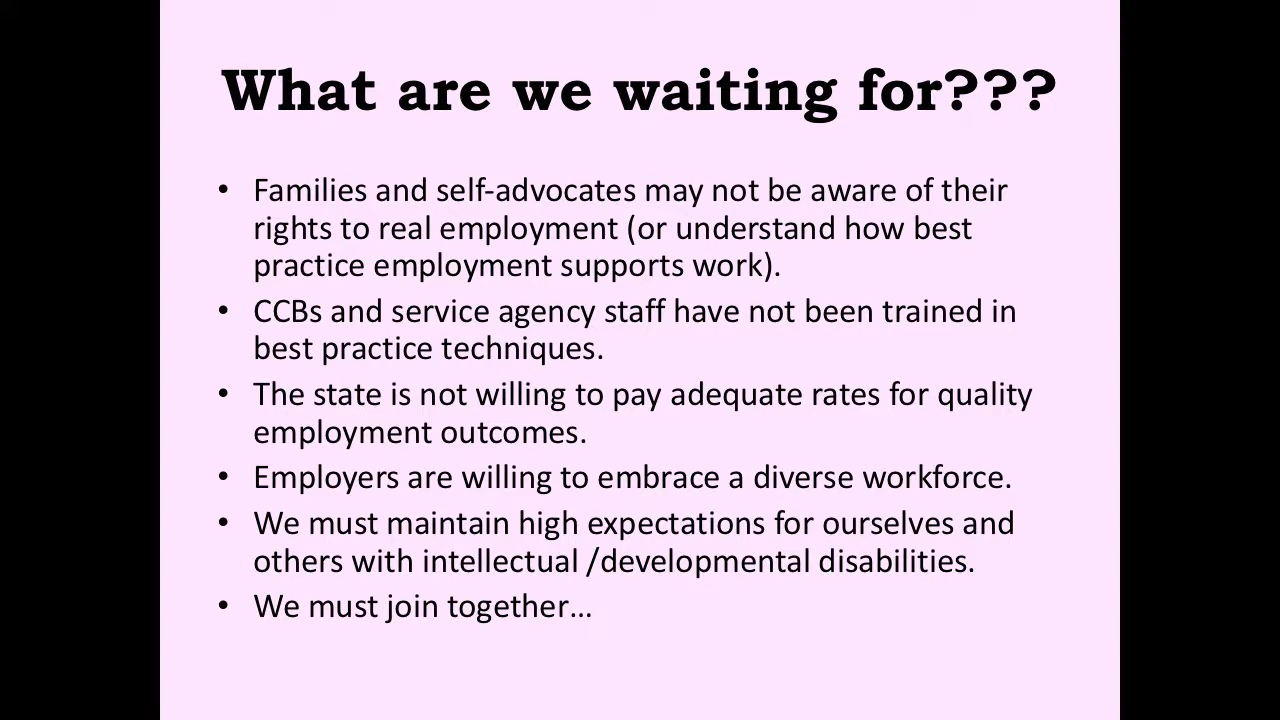 What are we waiting for???
• Families and self-advocates may not be aware of their
rights to real employment (or understand how best
practice employment supports work).
• CCBs and service agency staff have not been trained in
best practice techniques.
• The state is not willing to pay adequate rates for quality
employment outcomes.
• Employers are willing to embrace a diverse workforce.
• We must maintain high expectations for ourselves and
others with intellectual /developmental disabilities.
• We must join together…